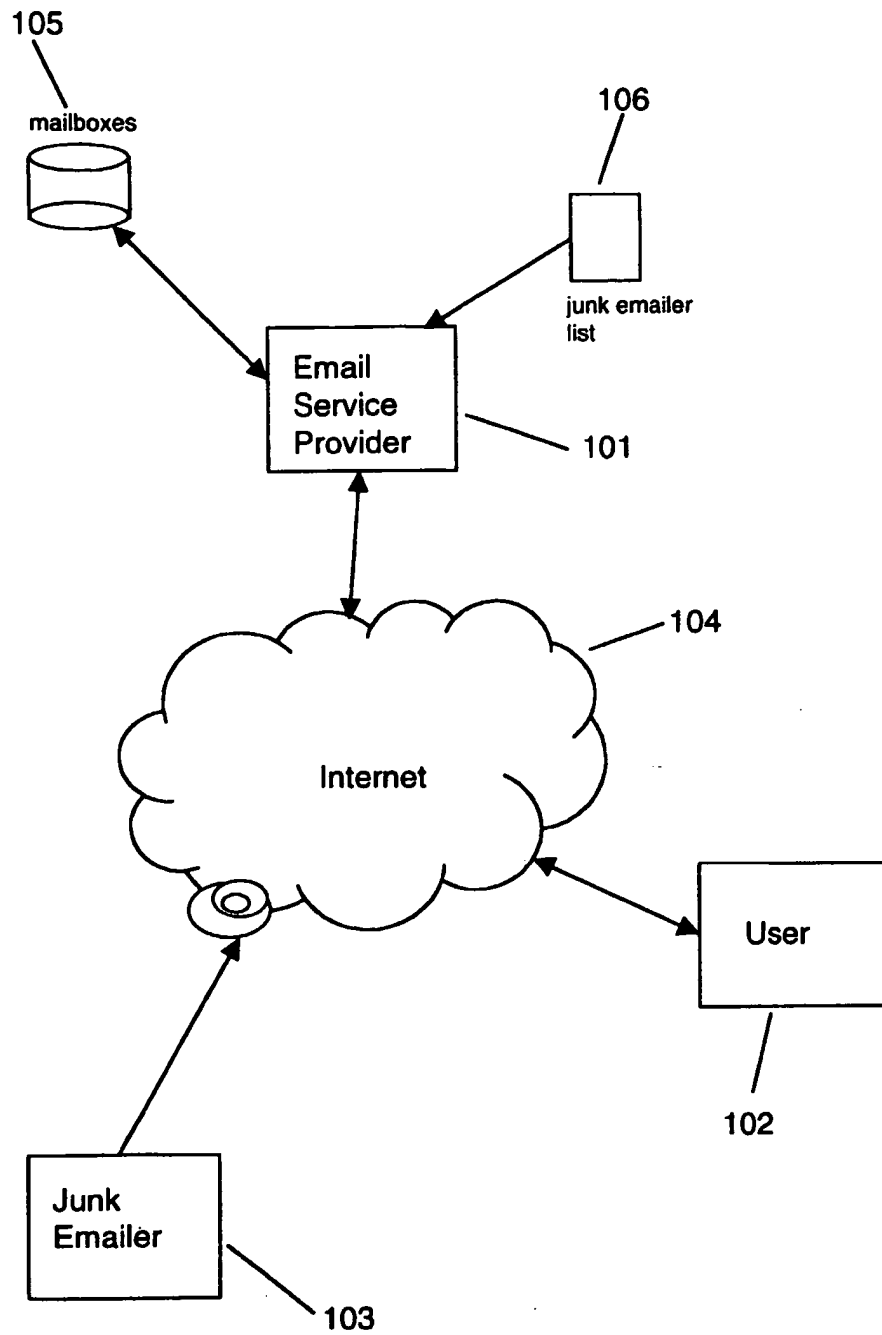 105
mailboxes
106
junk emailer
list
Email
Service
Provider
101
104
Internet
User
102
Junk
Emailer
103